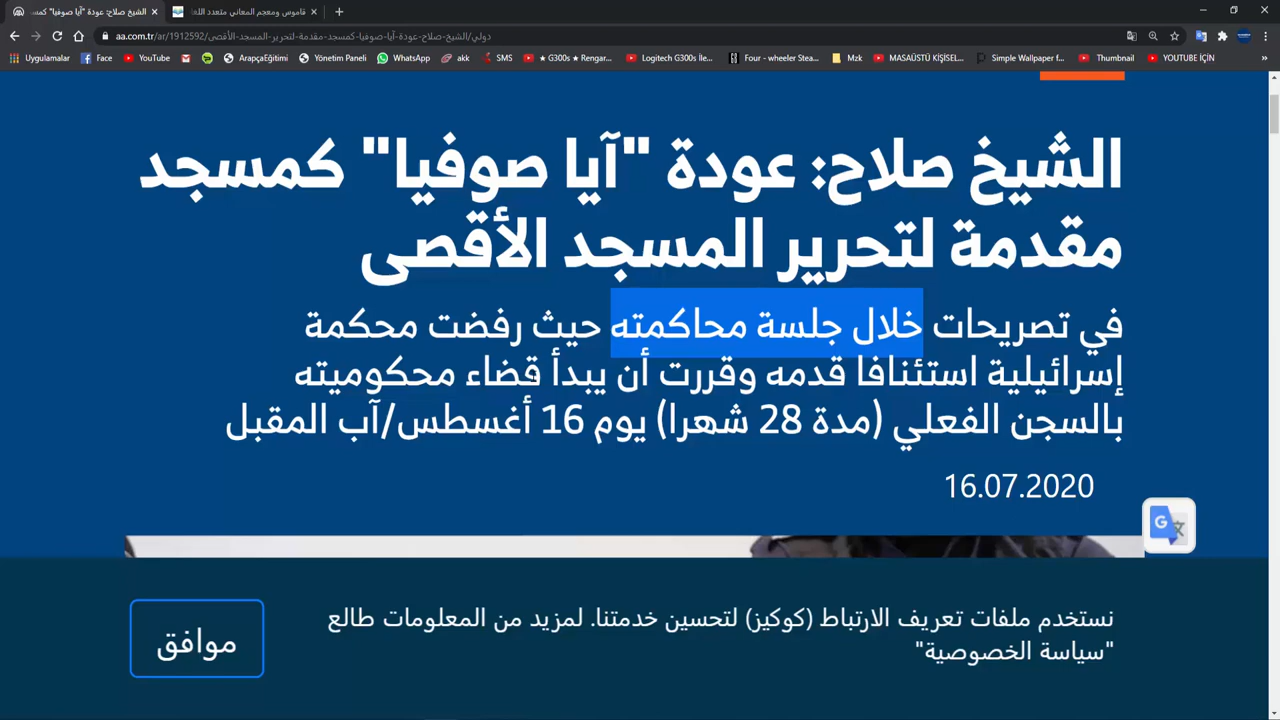 الشيخ صلاح: عودة "آيا صوفيا" كمس
قاموس ومعجم المعاني متعدد اللغ
aa.com.tr/ar/دولي/الشيخ-صلاح-عودة-آيا-صوفيا-كمسجد-مقدمة-لتحرير-المسجد-الأقصى/1912592
Uygulamalar Face YouTube ArapçaEğitimi Yönetim Paneli WhatsApp akk SMS ★ G300s ★ Rengar... Logitech G300s İle... Four - wheeler Stea... Mzk MASAÜSTÜ KİŞİSEL... Simple Wallpaper f... Thumbnail YOUTUBE İÇİN »
الشيخ صلاح: عودة "آيا صوفيا" كمسجد
مقدمة لتحرير المسجد الأقصى
في تصريحات خلال جلسة محاكمته حيث رفضت محكمة
إسرائيلية استئنافا قدمه وقررت أن يبدأ قضاء محكوميته
بالسجن الفعلي (مدة 28 شهرا) يوم 16 أغسطس/آب المقبل
16.07.2020
نستخدم ملفات تعريف الارتباط (كوكيز) لتحسين خدمتنا. لمزيد من المعلومات طالع
"سياسة الخصوصية"
موافق